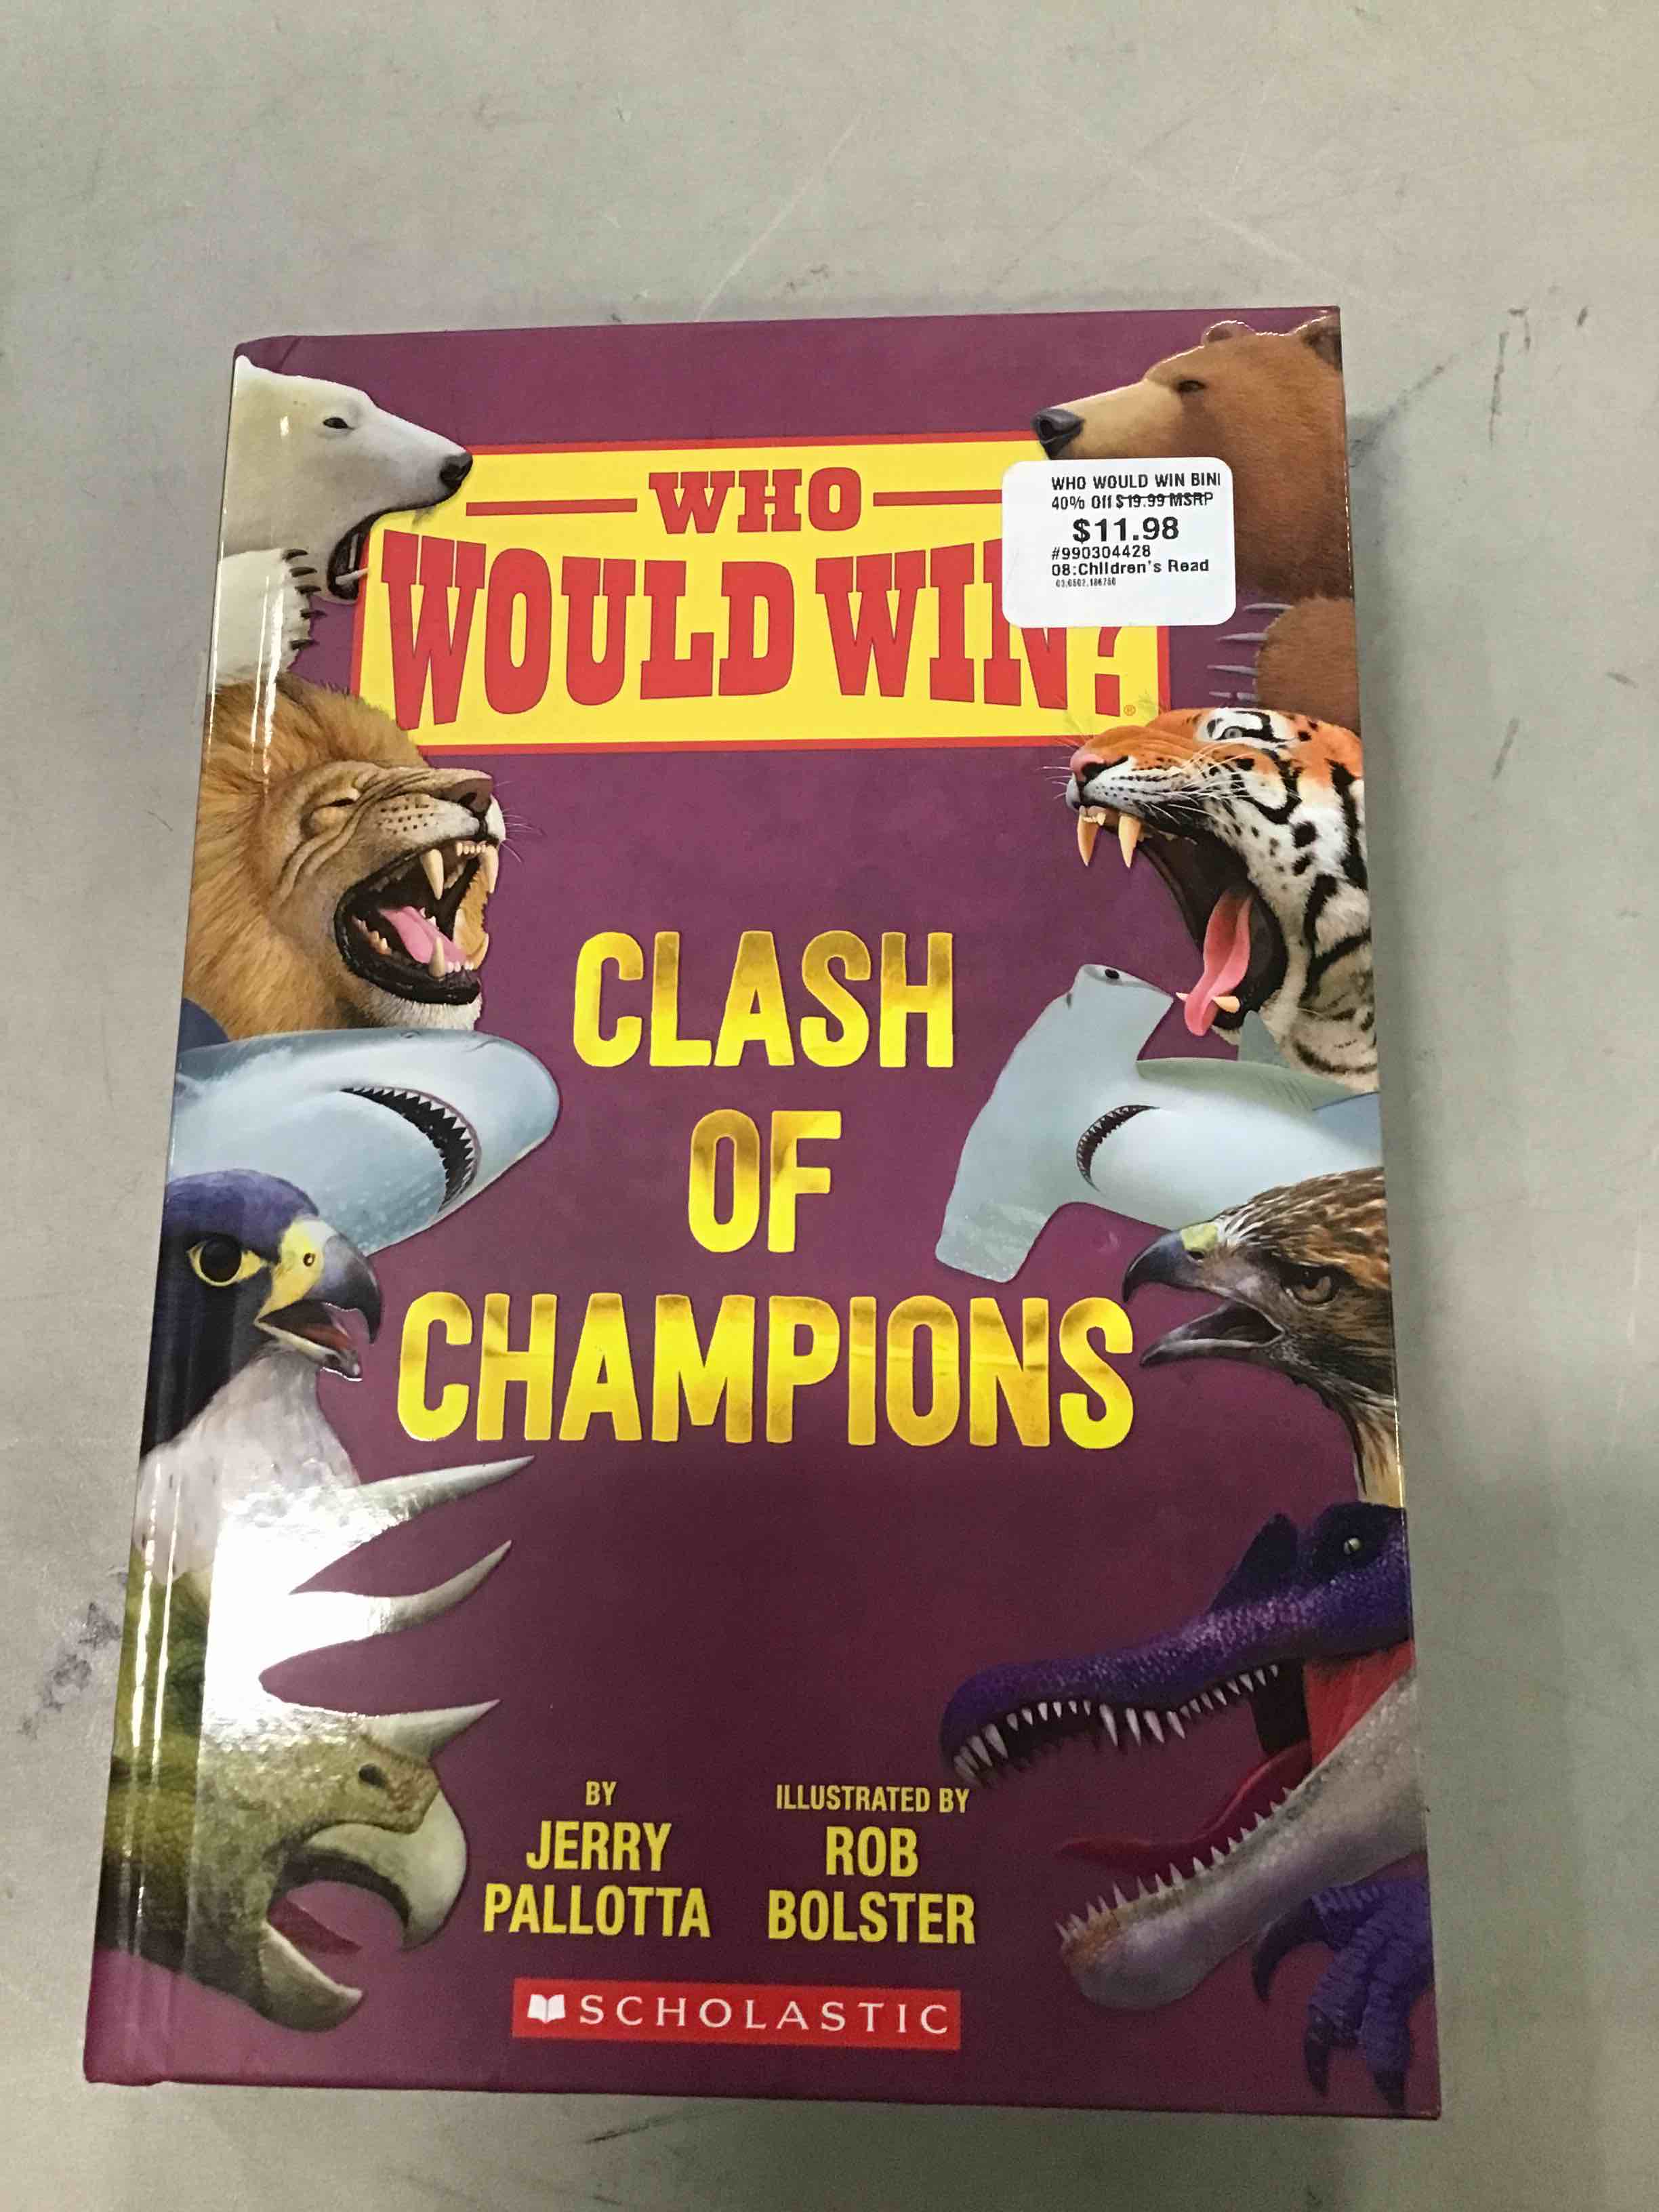 WHO
WOULD WIN?
WHO WOULD WIN BIN
40% Off $19.99 MSRP
$11.98
#990304428
08:Children's Read
CLASH
OF
CHAMPIONS
BY
JERRY
PALLOTTA
ILLUSTRATED BY
ROB
BOLSTER
SCHOLASTIC